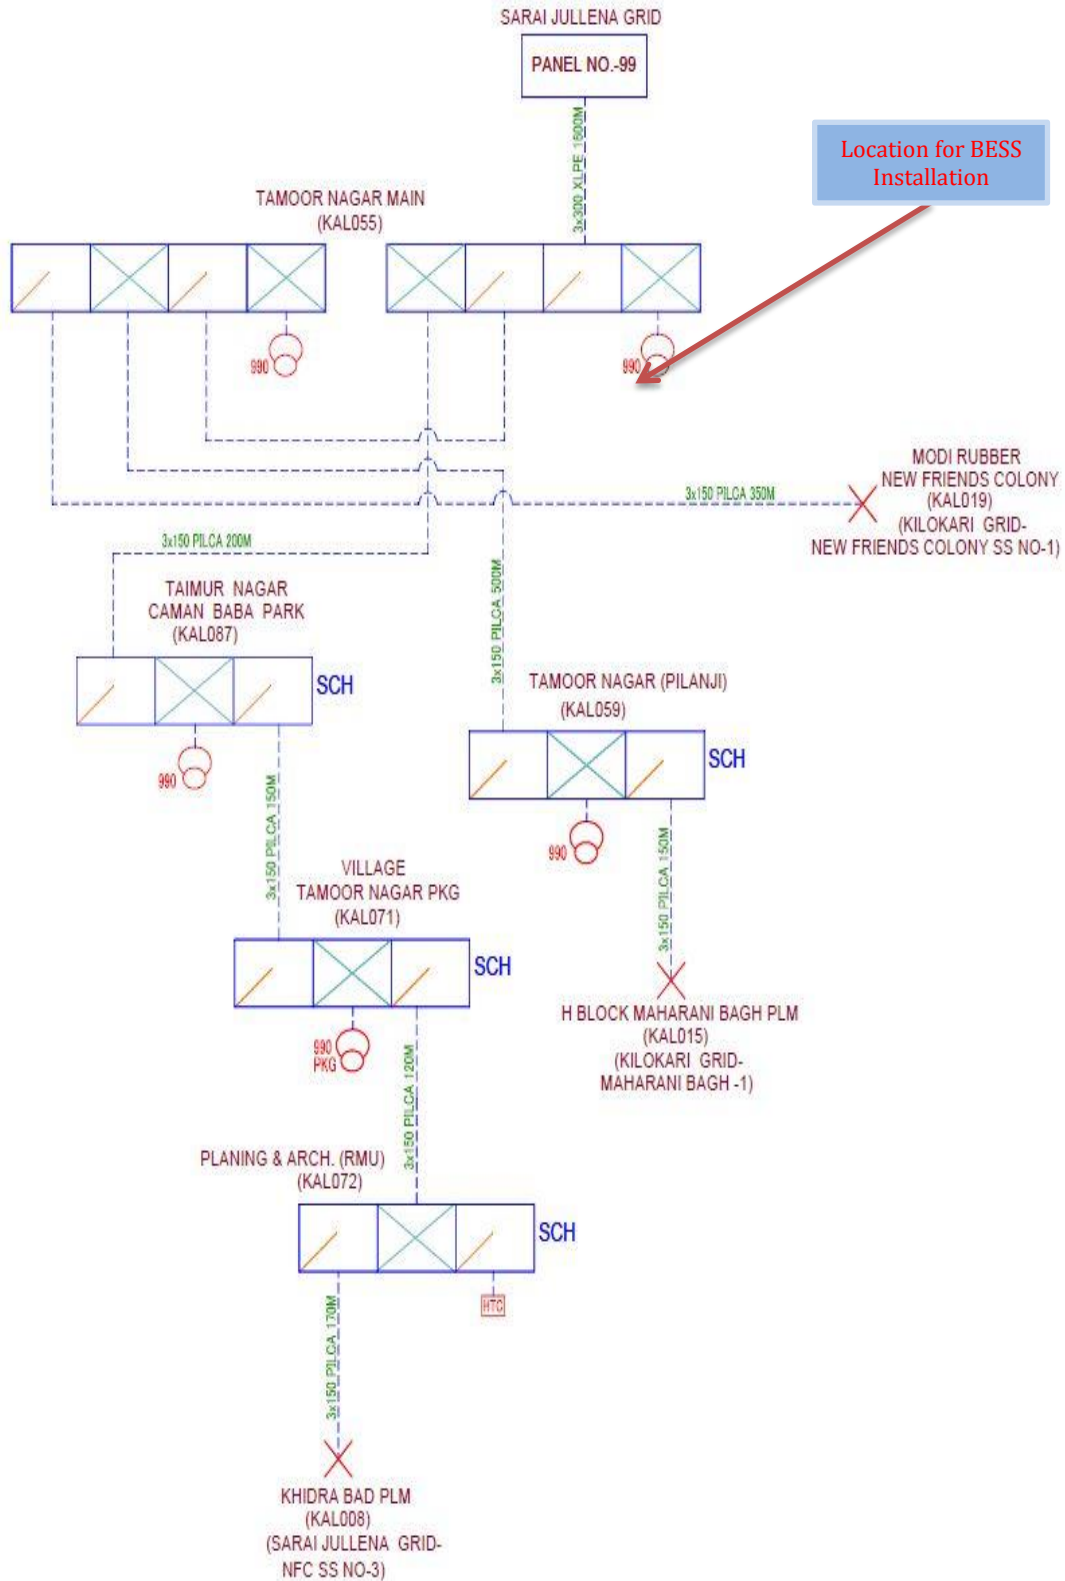 SARAI JULLENA GRID
PANEL NO.-99
3x300 XLPE 1600M
Location for BESS
Installation
TAMOOR NAGAR MAIN
(KAL055)
990
990
MODI RUBBER
NEW FRIENDS COLONY
(KAL019)
(KILOKARI GRID-
NEW FRIENDS COLONY SS NO-1)
3x150 PILCA 350M
3x150 PILCA 200M
3x150 PILCA 500M
TAIMUR NAGAR
CAMAN BABA PARK
(KAL087)
SCH
990
3x150 PILCA 150M
TAMOOR NAGAR (PILANJI)
(KAL059)
SCH
990
3x150 PILCA 150M
VILLAGE
TAMOOR NAGAR PKG
(KAL071)
SCH
990
PKG
3x150 PILCA 120M
H BLOCK MAHARANI BAGH PLM
(KAL015)
(KILOKARI GRID-
MAHARANI BAGH -1)
PLANING & ARCH. (RMU)
(KAL072)
SCH
HTC
3x150 PILCA 170M
KHIDRA BAD PLM
(KAL008)
(SARAI JULLENA GRID-
NFC SS NO-3)